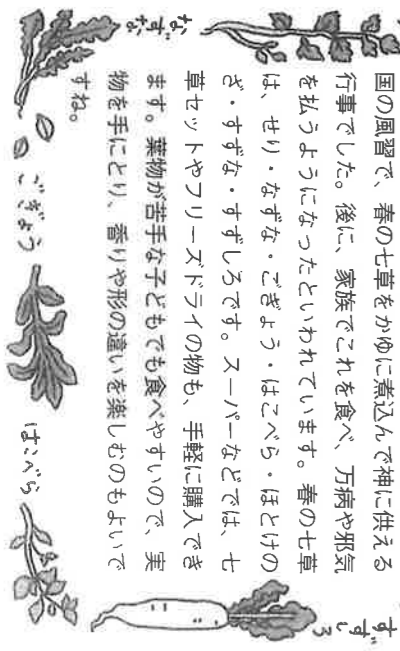 国の風習で、春の七草をかゆに煮込んで神に供える
行事でした。後に、家族でこれを食べ、万病や邪気
を払うようになったといわれています。春の七草
は、せり・なずな・ごぎょう・はこべら・ほとけの
ざ・すずな・すずしろです。スーパーなどでは、七
草セットやフリーズドライの物も、手軽に購入でき
ます。葉物が苦手な子どもでも食べやすいので、実
物を手にとり、香りや形の違いを楽しむのもよいで
すね。
なずな
ごぎょう
はこべら
すず
しろ